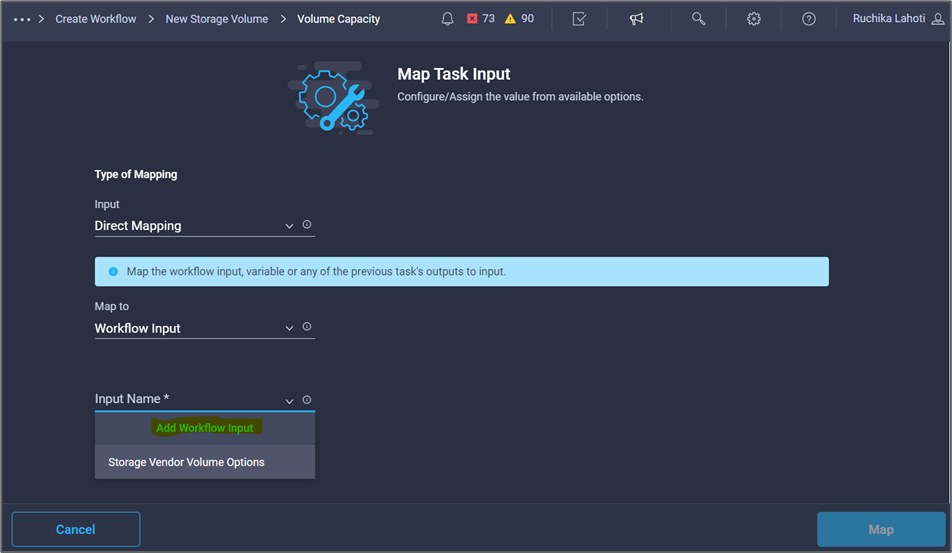 ••• > Create Workflow > New Storage Volume > Volume Capacity 73 90 Ruchika Lahoti
Map Task Input
Configure/Assign the value from available options.
Type of Mapping
Input
Direct Mapping
Map the workflow input, variable or any of the previous task's outputs to input.
Map to
Workflow Input
Input Name *
Add Workflow Input
Storage Vendor Volume Options
Cancel Map